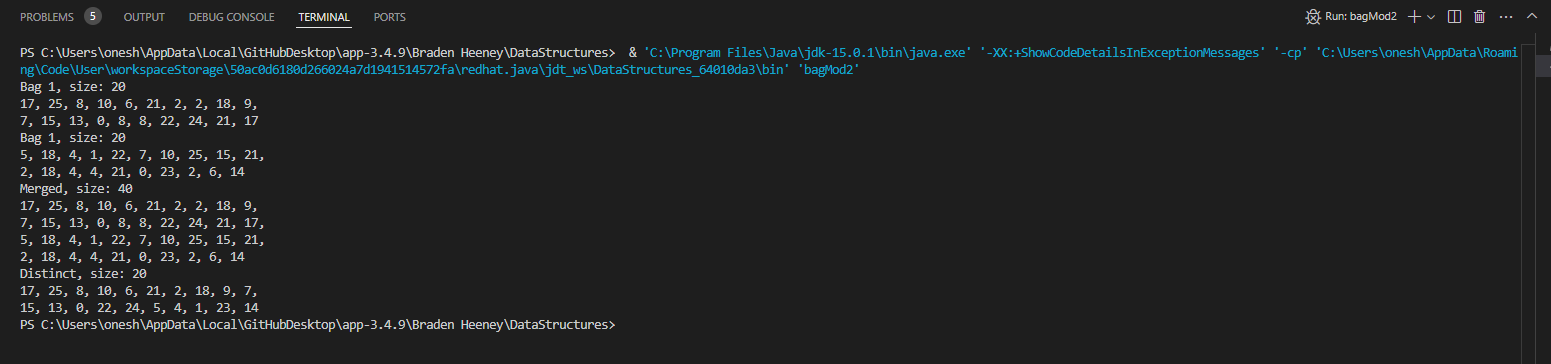 PROBLEMS 5 OUTPUT DEBUG CONSOLE TERMINAL PORTS Run: bagMod2
PS C:\Users\onesh\AppData\Local\GitHubDesktop\app-3.4.9\Braden Heeney\DataStructures>  & 'C:\Program Files\Java\jdk-15.0.1\bin\java.exe' '-XX:+ShowCodeDetailsInExceptionMessages' '-cp' 'C:\Users\onesh\AppData\Roami
ng\Code\User\workspaceStorage\50ac0d6180d266024a7d1941514572fa\redhat.java\jdt_ws\DataStructures_64010da3\bin' 'bagMod2'
Bag 1, size: 20
17, 25, 8, 10, 6, 21, 2, 2, 18, 9,
7, 15, 13, 0, 8, 8, 22, 24, 21, 17
Bag 1, size: 20
5, 18, 4, 1, 22, 7, 10, 25, 15, 21,
2, 18, 4, 4, 21, 0, 23, 2, 6, 14
Merged, size: 40
17, 25, 8, 10, 6, 21, 2, 2, 18, 9,
7, 15, 13, 0, 8, 8, 22, 24, 21, 17,
5, 18, 4, 1, 22, 7, 10, 25, 15, 21,
2, 18, 4, 4, 21, 0, 23, 2, 6, 14
Distinct, size: 20
17, 25, 8, 10, 6, 21, 2, 18, 9, 7,
15, 13, 0, 22, 24, 5, 4, 1, 23, 14
PS C:\Users\onesh\AppData\Local\GitHubDesktop\app-3.4.9\Braden Heeney\DataStructures>